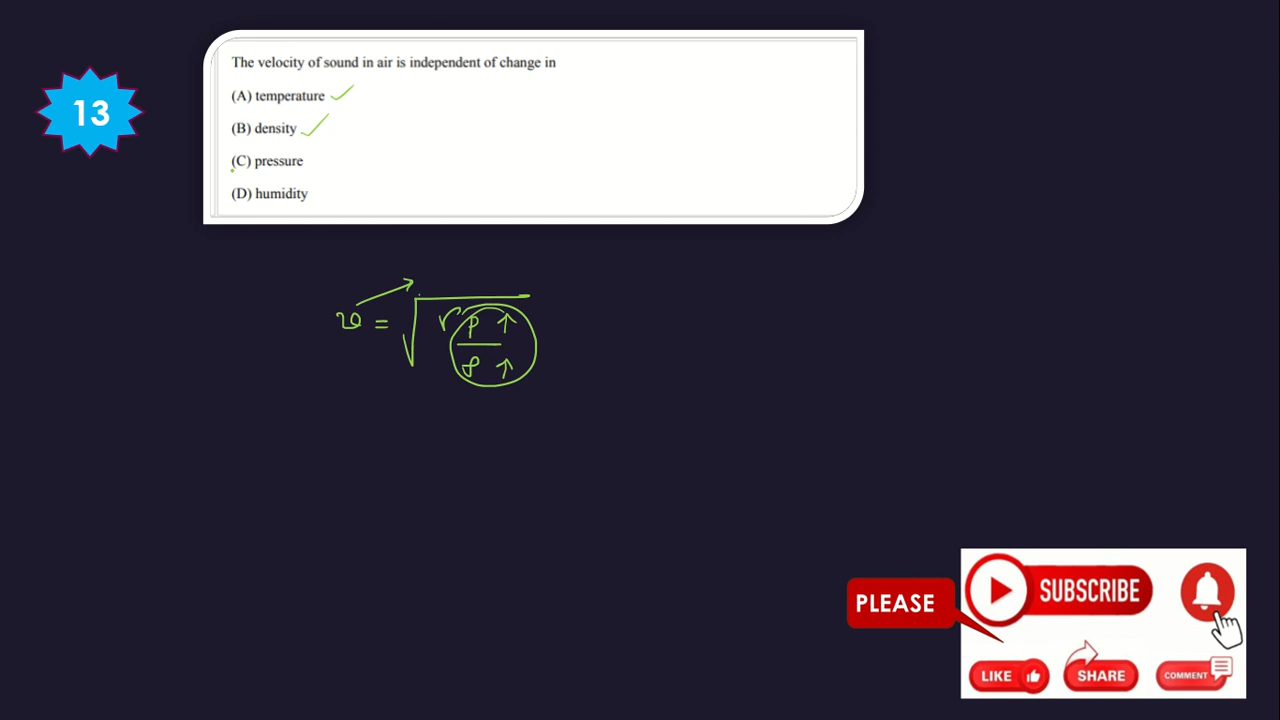 13
The velocity of sound in air is independent of change in
(A) temperature
(B) density
(C) pressure
(D) humidity
v = √ γ P ↑
ρ ↑
PLEASE
SUBSCRIBE
LIKE
SHARE
COMMENT